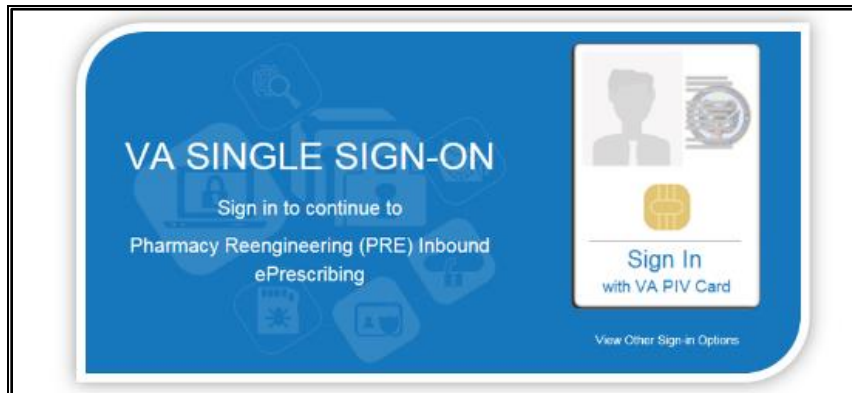 VA SINGLE SIGN-ON
Sign in to continue to
Pharmacy Reengineering (PRE) Inbound
ePrescribing
Sign In
with VA PIV Card
View Other Sign-in Options